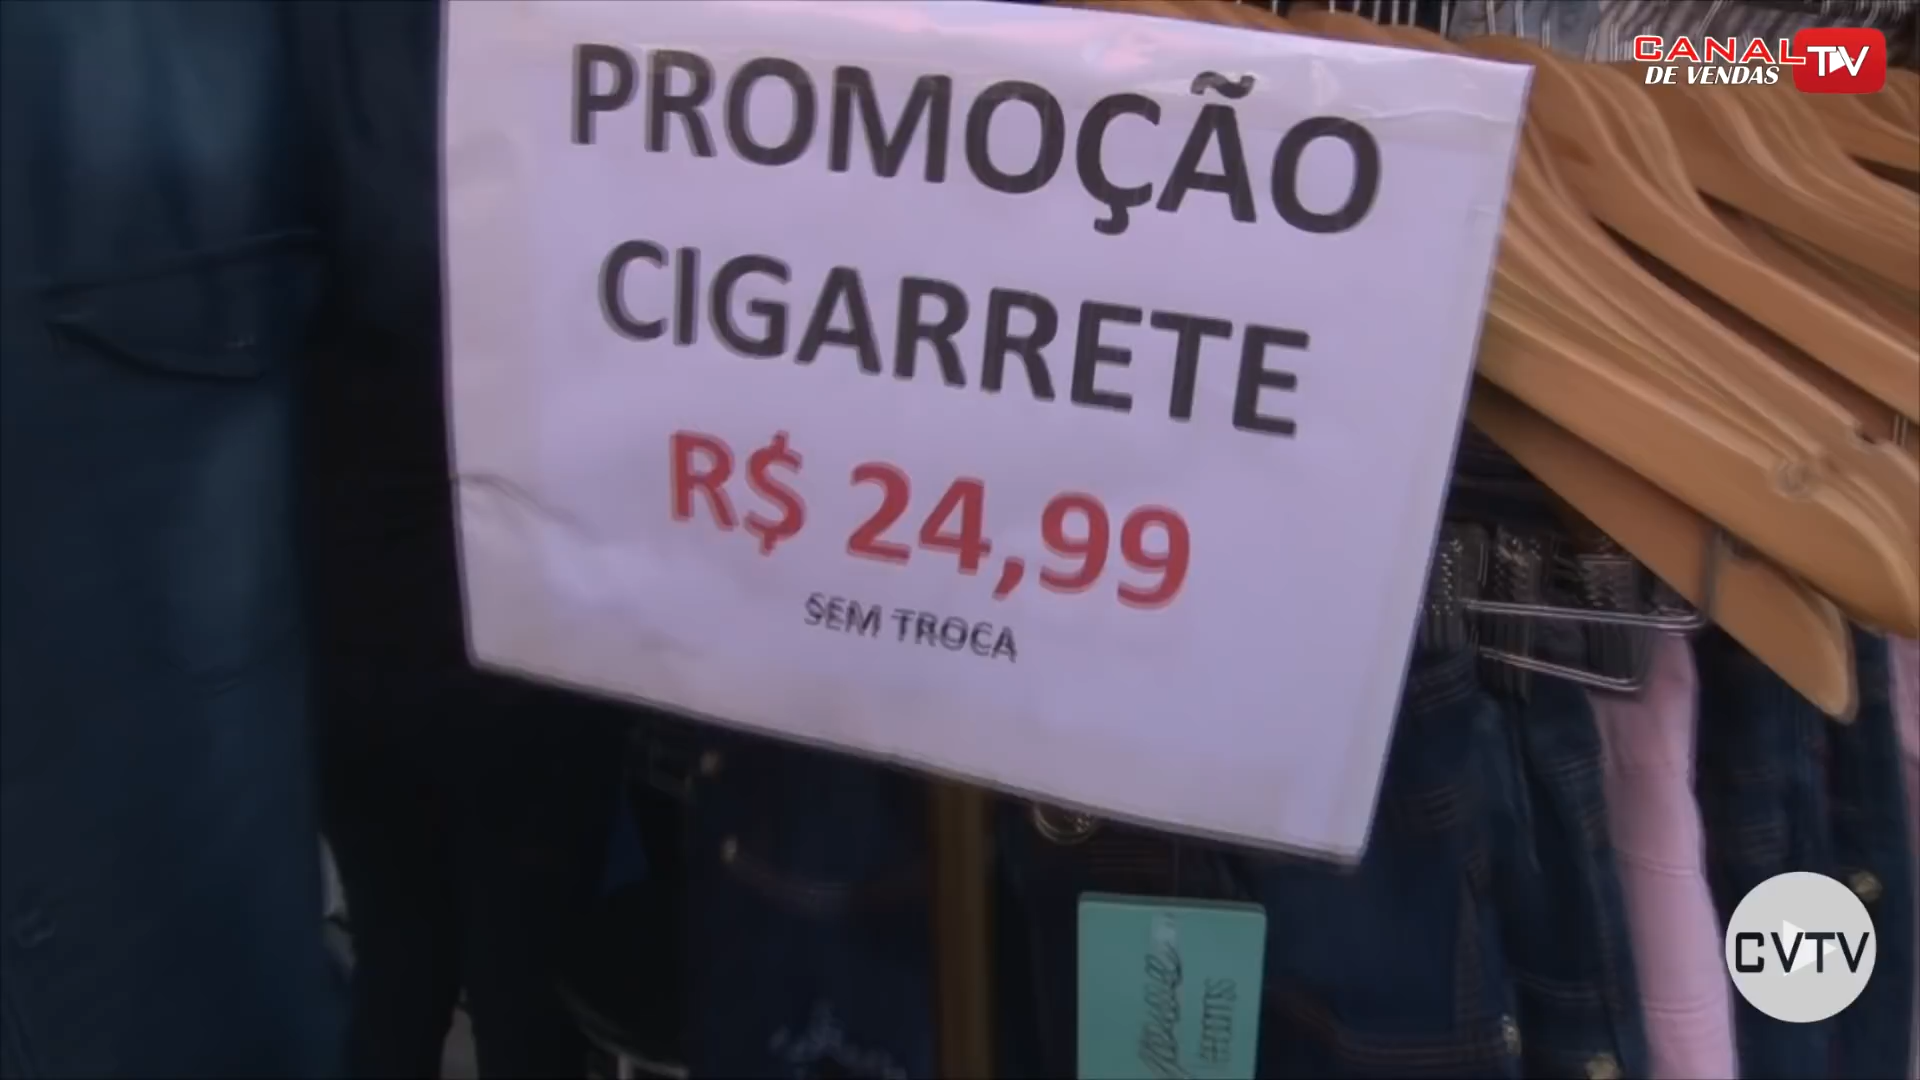 CANAL TV
DE VENDAS
PROMOÇÃO
CIGARRETE
R$ 24,99
SEM TROCA
CVTV